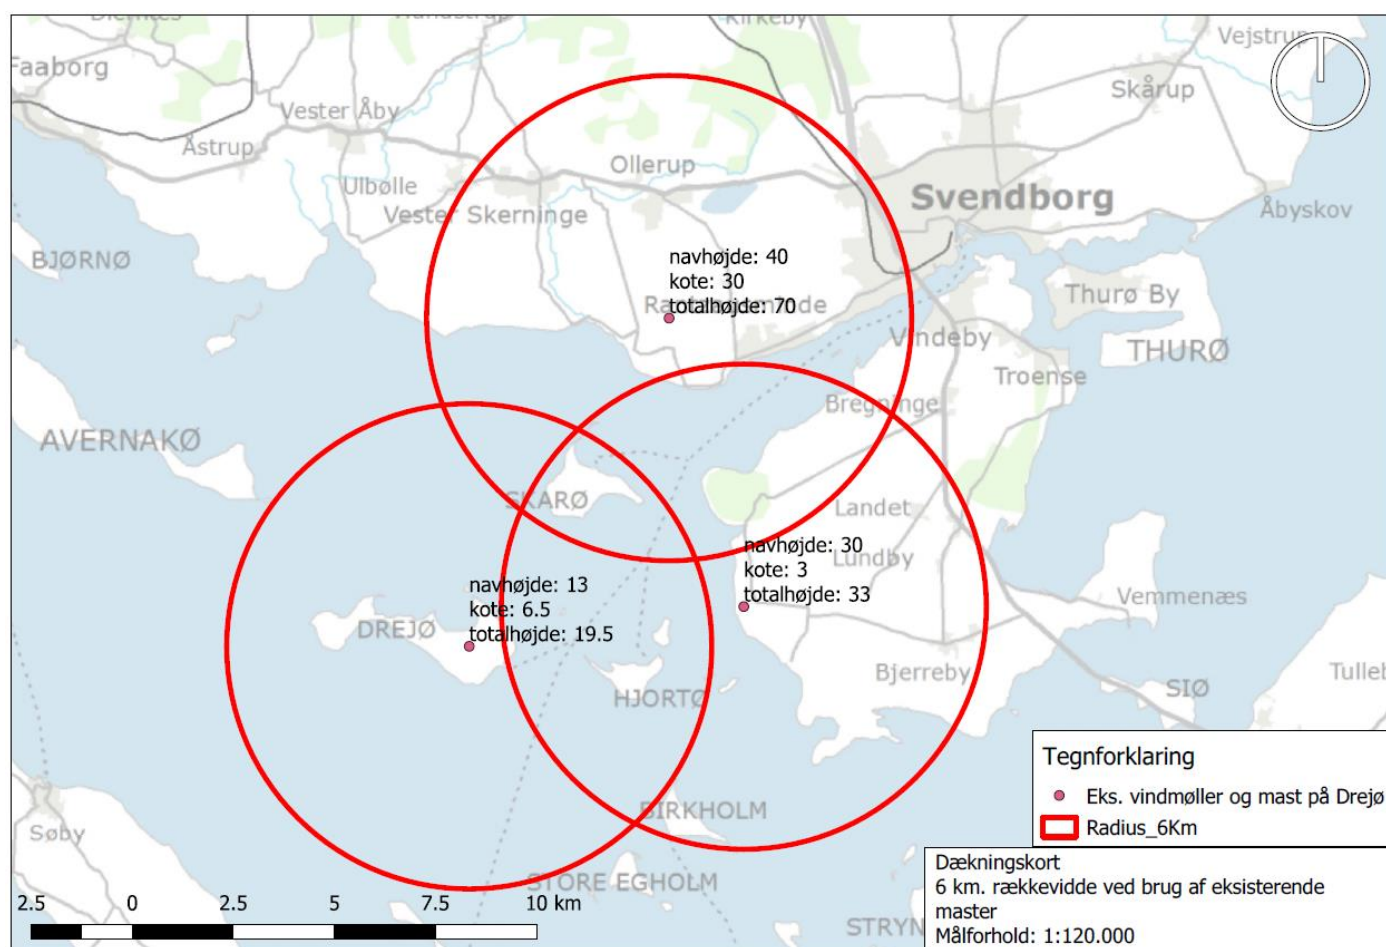 Kirkeby
Vejstrup
Faaborg
Skårup
Vester Åby
Åstrup
Ollerup
Ulbølle
Svendborg
Vester Skerninge
Åbyskov
BJØRNØ
navhøjde: 40
kote: 30
totalhøjde: 70
Thurø By
Vindeby
THURØ
Troense
Bregninge
AVERNAKØ
SKARØ
Landet
navhøjde: 30
kote: 3
totalhøjde: 33
Lundby
navhøjde: 13
kote: 6.5
totalhøjde: 19.5
DREJØ
Vemmenæs
Bjerreby
SIØ
HJORTØ
Tegnforklaring
Eks. vindmøller og mast på Drejø
Radius_6Km
BIRKHOLM
Søby
STORE EGHOLM
STRYN
2.5 0 2.5 5 7.5 10 km
Dækningskort
6 km. rækkevidde ved brug af eksisterende
master
Målforhold: 1:120.000